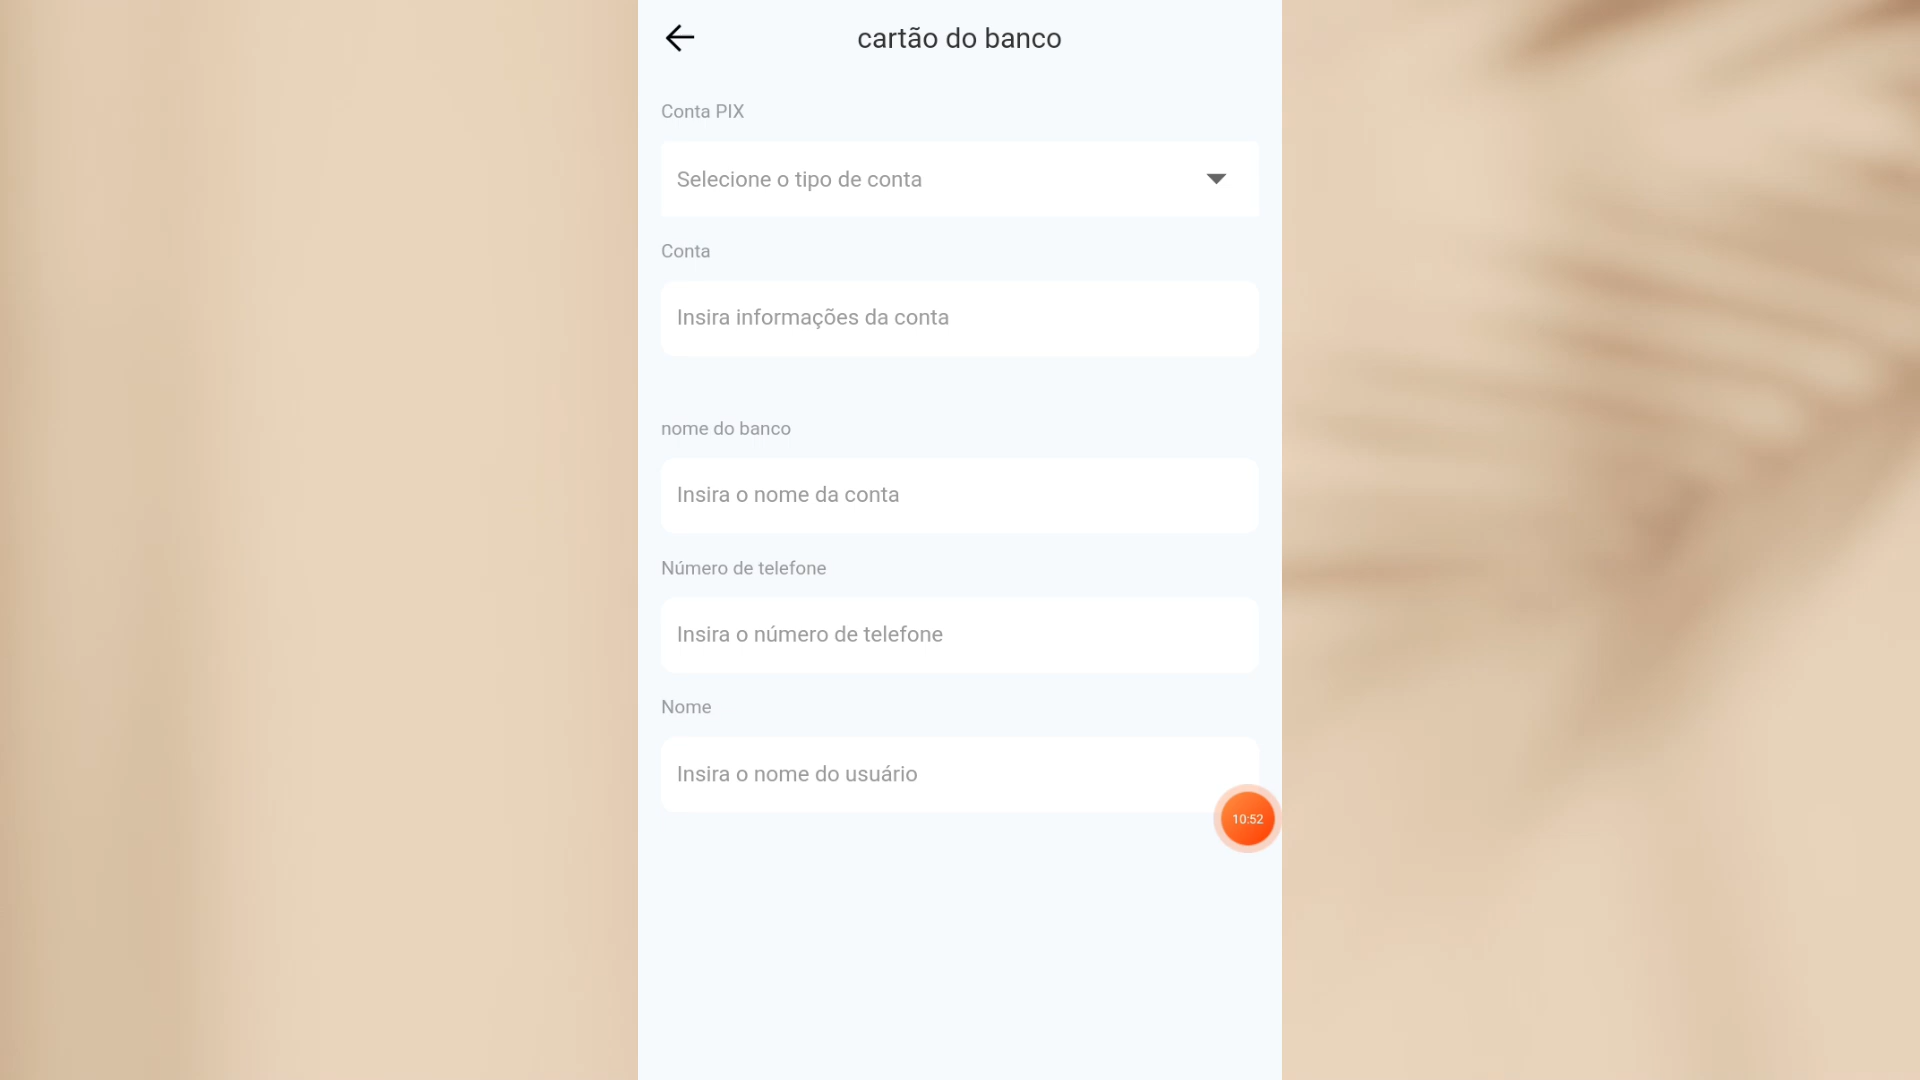 cartão do banco
Conta PIX
Selecione o tipo de conta
Conta
Insira informações da conta
nome do banco
Insira o nome da conta
Número de telefone
Insira o número de telefone
Nome
Insira o nome do usuário
10:52